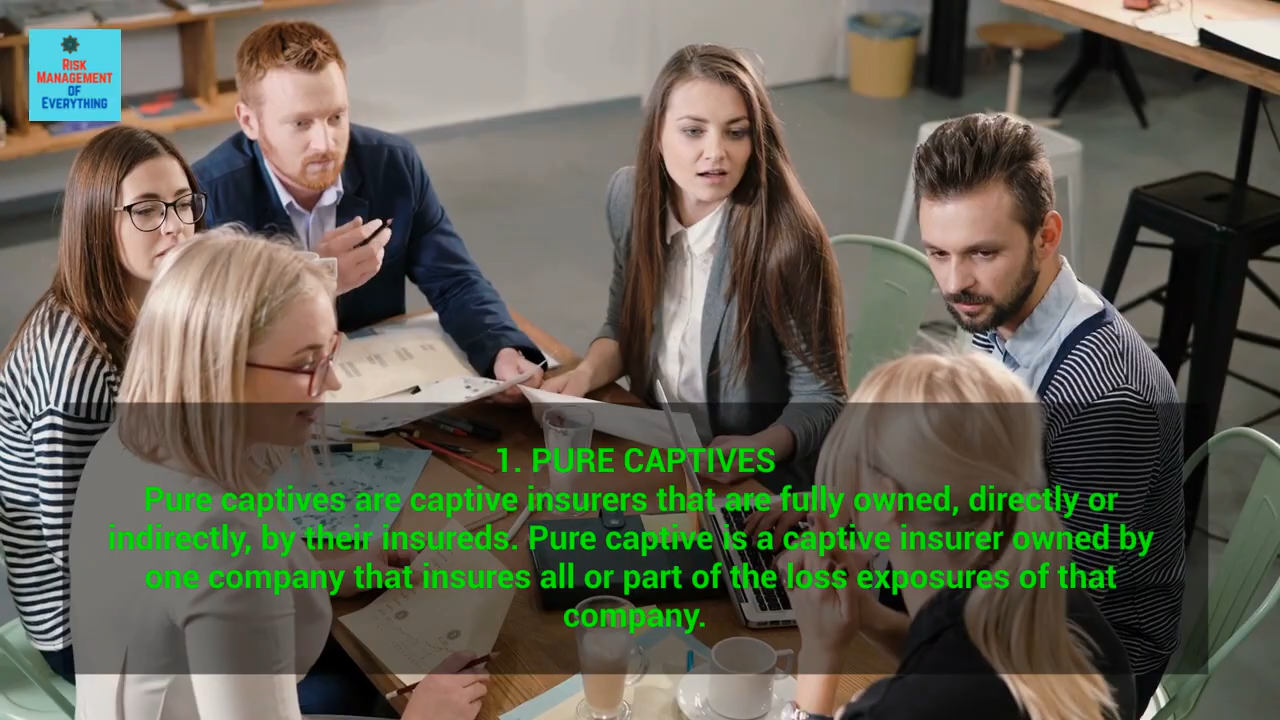 RISK
MANAGEMENT
OF
EVERYTHING
1. PURE CAPTIVES
Pure captives are captive insurers that are fully owned, directly or
indirectly, by their insureds. Pure captive is a captive insurer owned by
one company that insures all or part of the loss exposures of that
company.